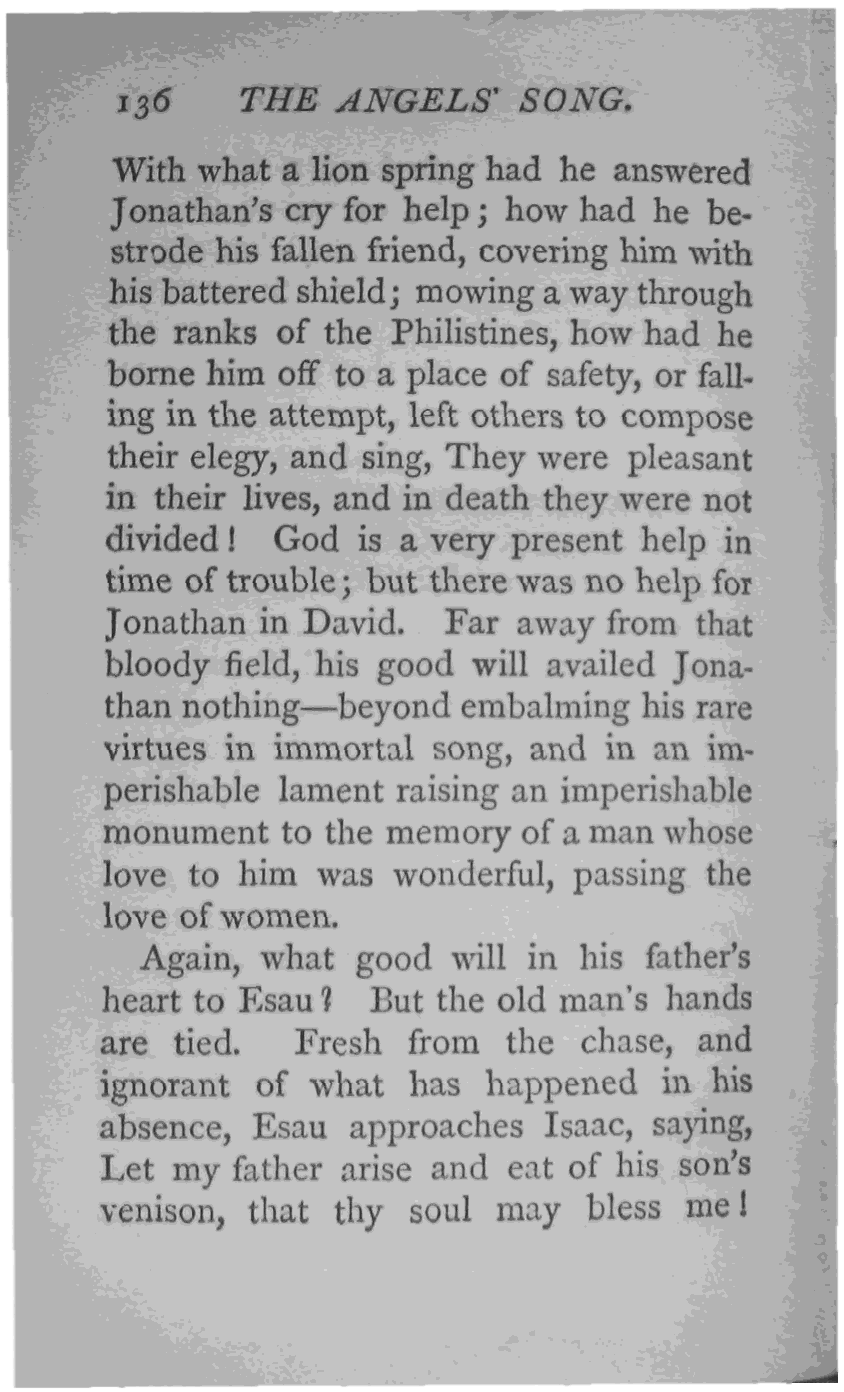 136 THE ANGELS' SONG.
With what a lion spring had he answered
Jonathan's cry for help; how had he be-
strode his fallen friend, covering him with
his battered shield; mowing a way through
the ranks of the Philistines, how had he
borne him off to a place of safety, or fall-
ing in the attempt, left others to compose
their elegy, and sing, They were pleasant
in their lives, and in death they were not
divided! God is a very present help in
time of trouble; but there was no help for
Jonathan in David. Far away from that
bloody field, his good will availed Jona-
than nothing—beyond embalming his rare
virtues in immortal song, and in an im-
perishable lament raising an imperishable
monument to the memory of a man whose
love to him was wonderful, passing the
love of women.
Again, what good will in his father's
heart to Esau? But the old man's hands
are tied. Fresh from the chase, and
ignorant of what has happened in his
absence, Esau approaches Isaac, saying,
Let my father arise and eat of his son's
venison, that thy soul may bless me!